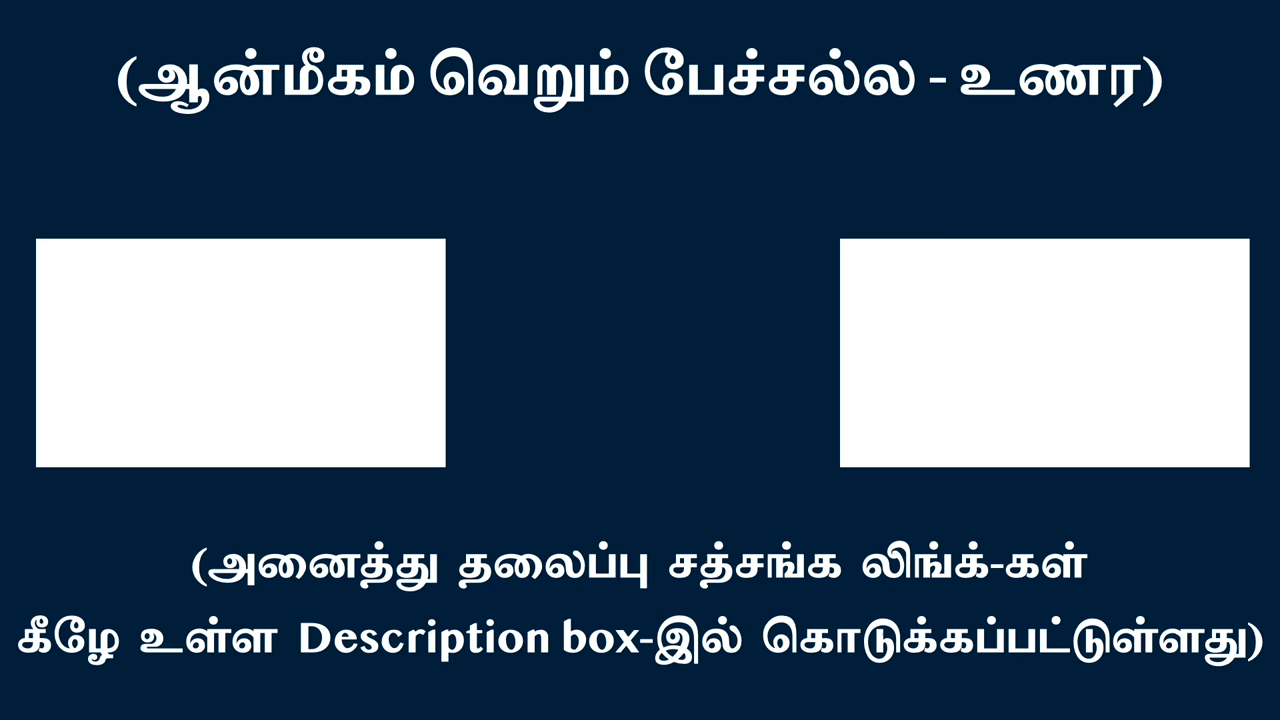 (ஆன்மீகம் வெறும் பேச்சல்ல - உணர)
(அனைத்து தலைப்பு சத்சங்க லிங்க்-கள்
கீழே உள்ள Description box-இல் கொடுக்கப்பட்டுள்ளது)